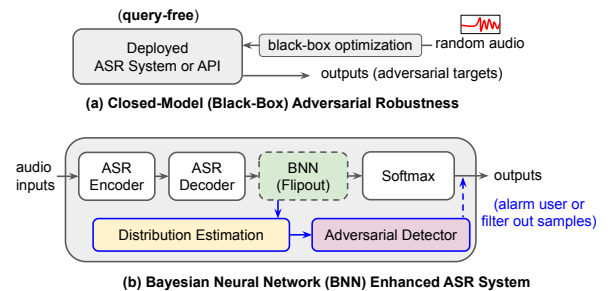 (query-free)
Deployed
ASR System or API
black-box optimization
random audio
outputs (adversarial targets)
(a) Closed-Model (Black-Box) Adversarial Robustness
audio
inputs
ASR
Encoder
ASR
Decoder
BNN
(Flipout)
Softmax
outputs
(alarm user or
filter out samples)
Distribution Estimation
Adversarial Detector
(b) Bayesian Neural Network (BNN) Enhanced ASR System